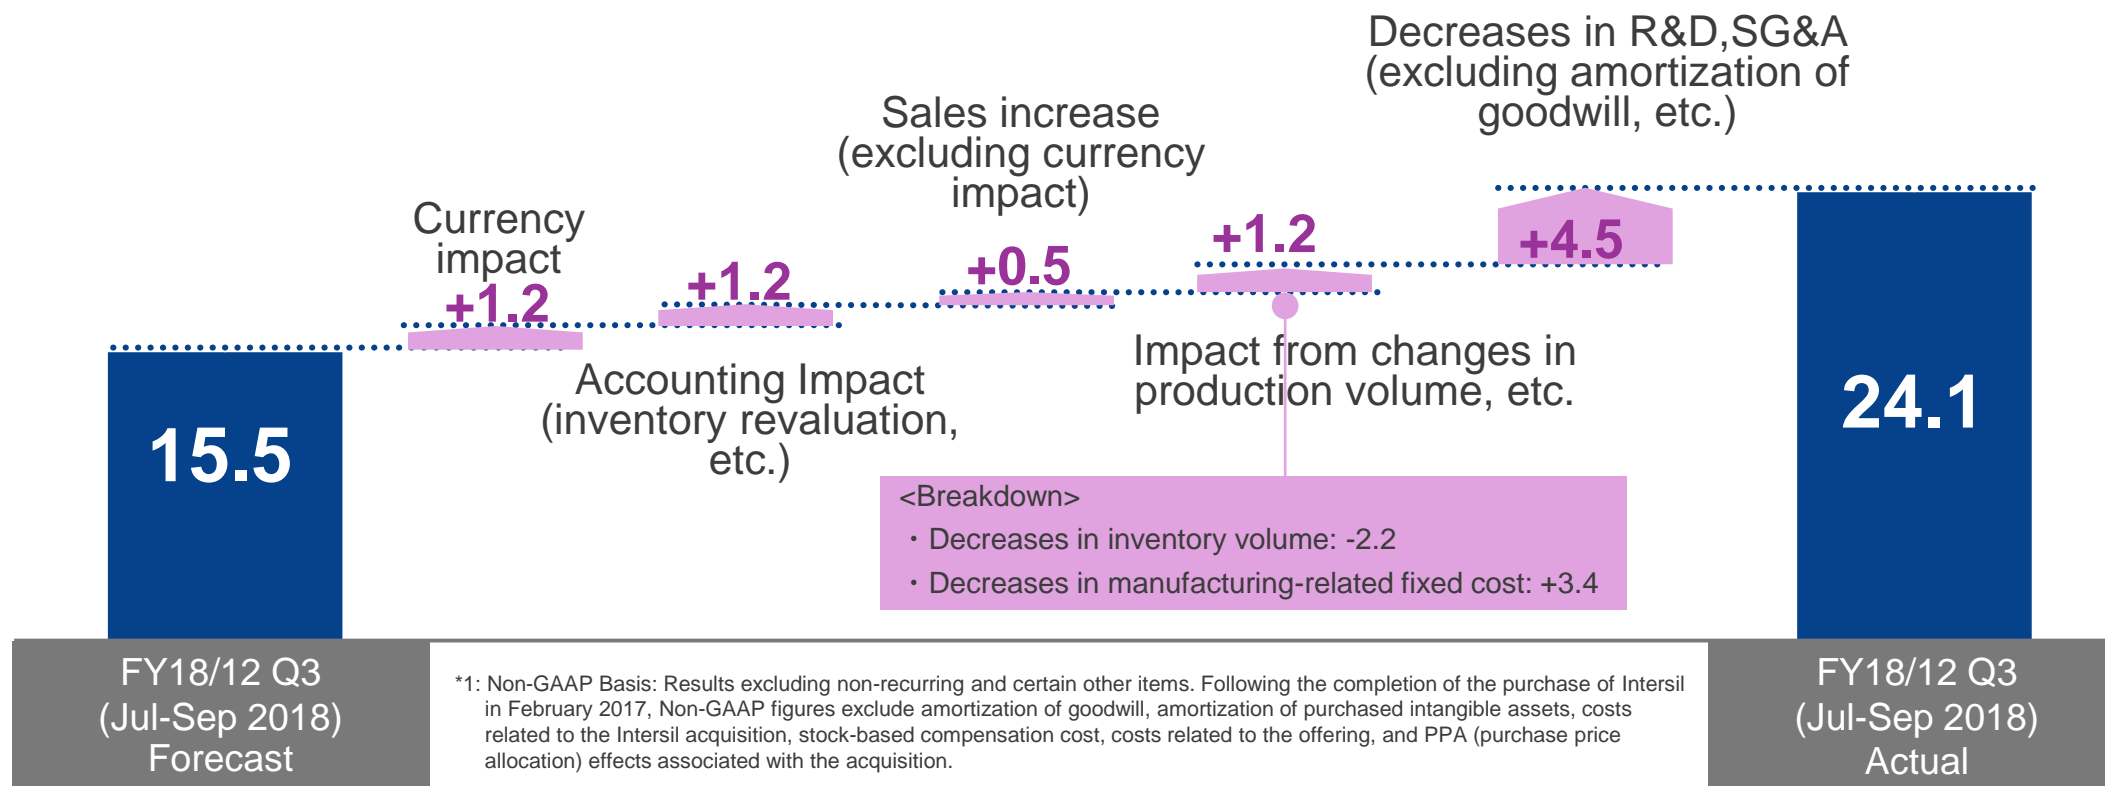 Decreases in R&D,SG&A
(excluding amortization of
goodwill, etc.)
Sales increase
(excluding currency
impact)
Currency
impact
+1.2
+1.2
+0.5
+1.2
+4.5
Accounting Impact
(inventory revaluation,
etc.)
Impact from changes in
production volume, etc.
15.5
24.1
<Breakdown>
・Decreases in inventory volume: -2.2
・Decreases in manufacturing-related fixed cost: +3.4
FY18/12 Q3
(Jul-Sep 2018)
Forecast
*1: Non-GAAP Basis: Results excluding non-recurring and certain other items. Following the completion of the purchase of Intersil
in February 2017, Non-GAAP figures exclude amortization of goodwill, amortization of purchased intangible assets, costs
related to the Intersil acquisition, stock-based compensation cost, costs related to the offering, and PPA (purchase price
allocation) effects associated with the acquisition.
FY18/12 Q3
(Jul-Sep 2018)
Actual